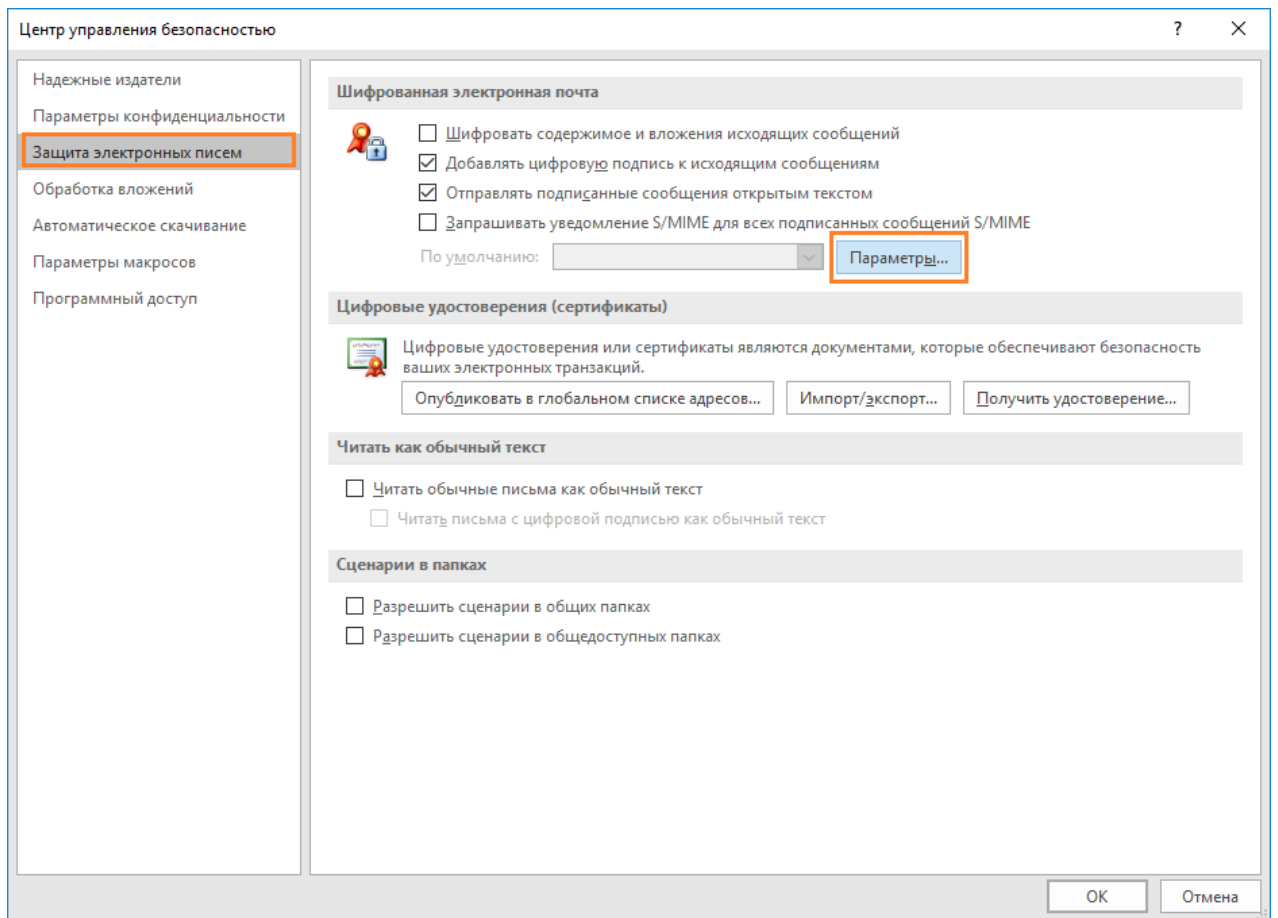 Центр управления безопасностью
?
Надежные издатели
Параметры конфиденциальности
Защита электронных писем
Обработка вложений
Автоматическое скачивание
Параметры макросов
Программный доступ
Шифрованная электронная почта
Шифровать содержимое и вложения исходящих сообщений
Добавлять цифровую подпись к исходящим сообщениям
Отправлять подписанные сообщения открытым текстом
Запрашивать уведомление S/MIME для всех подписанных сообщений S/MIME
По умолчанию:
Параметры...
Цифровые удостоверения (сертификаты)
Цифровые удостоверения или сертификаты являются документами, которые обеспечивают безопасность
ваших электронных транзакций.
Опубликовать в глобальном списке адресов...
Импорт/экспорт...
Получить удостоверение...
Читать как обычный текст
Читать обычные письма как обычный текст
Читать письма с цифровой подписью как обычный текст
Сценарии в папках
Разрешить сценарии в общих папках
Разрешить сценарии в общедоступных папках
ОК
Отмена